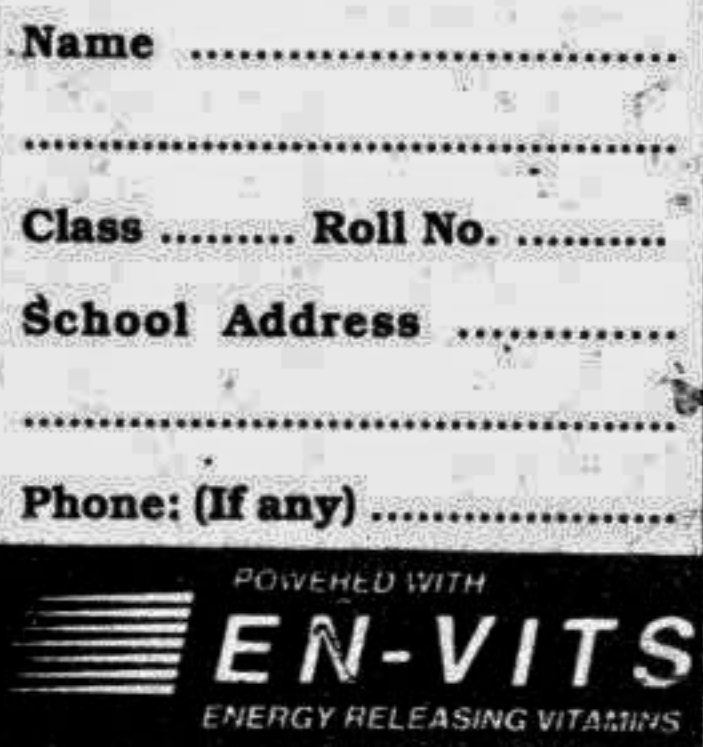 Name ..............................
..........................................
Class ......... Roll No. ..........
School Address .............
..........................................
Phone: (If any) ....................
POWERED WITH
EN-VITS
ENERGY RELEASING VITAMINS